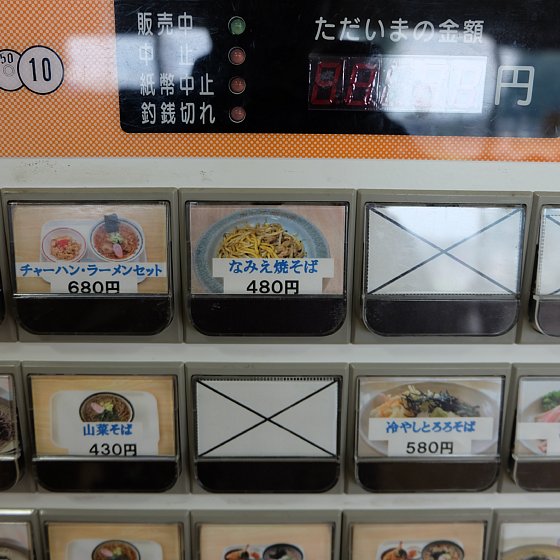 販売中
中止
紙幣中止
釣銭切れ
ただいまの金額
円
50
10
チャーハン・ラーメンセット
680円
なみえ焼そば
480円
山菜そば
430円
冷やしとろろそば
580円